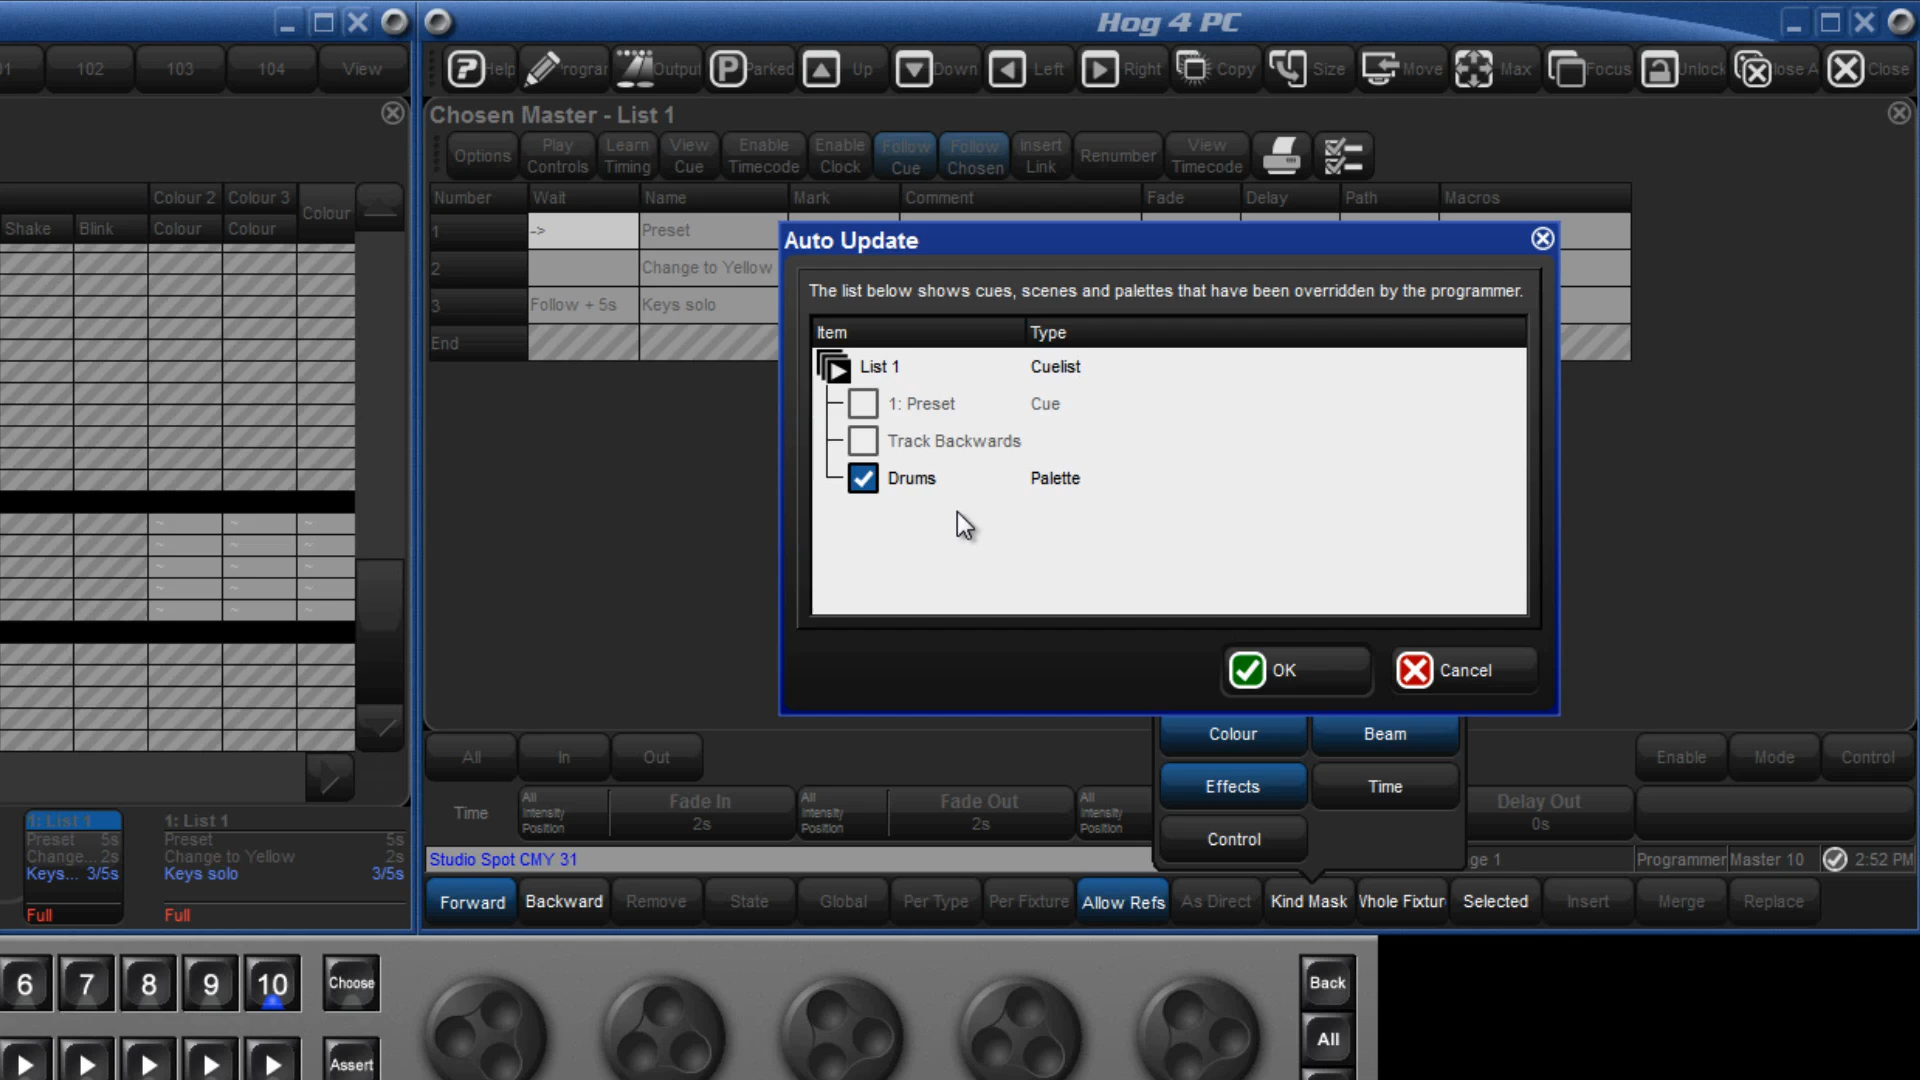 Hog 4 PC
102 103 104 View
Help Output Parked Up Down Left Right Copy Size Move Max Focus Unlock Close
Chosen Master - List 1
Options Play Controls Learn Timing View Cue Enable Timecode Enable Clock Follow Cue Follow Chosen Insert Link Renumber View Timecode
Colour 2 Colour 3 Colour
Shake Blink Colour Colour
Number Wait Name Mark Comment Fade Delay Path Macros
1 -> Preset
2 Change to Yellow
3 Follow + 5s Keys solo
End
Auto Update
The list below shows cues, scenes and palettes that have been overridden by the programmer.
Item Type
List 1 Cuelist
1: Preset Cue
Track Backwards
Drums Palette
OK Cancel
Colour Beam
Effects Time
Control
All In Out
Enable Mode Control
Time
All Intensity Position
Fade In 2s
All Intensity Position
Fade Out 2s
All Intensity Position
Delay Out 0s
1: List 1
Preset 5s
Change... 2s
Keys... 3/5s
Full
1: List 1
Preset 5s
Change to Yellow 2s
Keys solo 3/5s
Full
Studio Spot CMY 31
ge 1 Programmer Master 10 2:52 PM
Forward Backward Remove State Global Per Type Per Fixture Allow Refs As Direct Kind Mask Whole Fixtur Selected Insert Merge Replace
6 7 8 9 10 Choose
Back
All
Assert